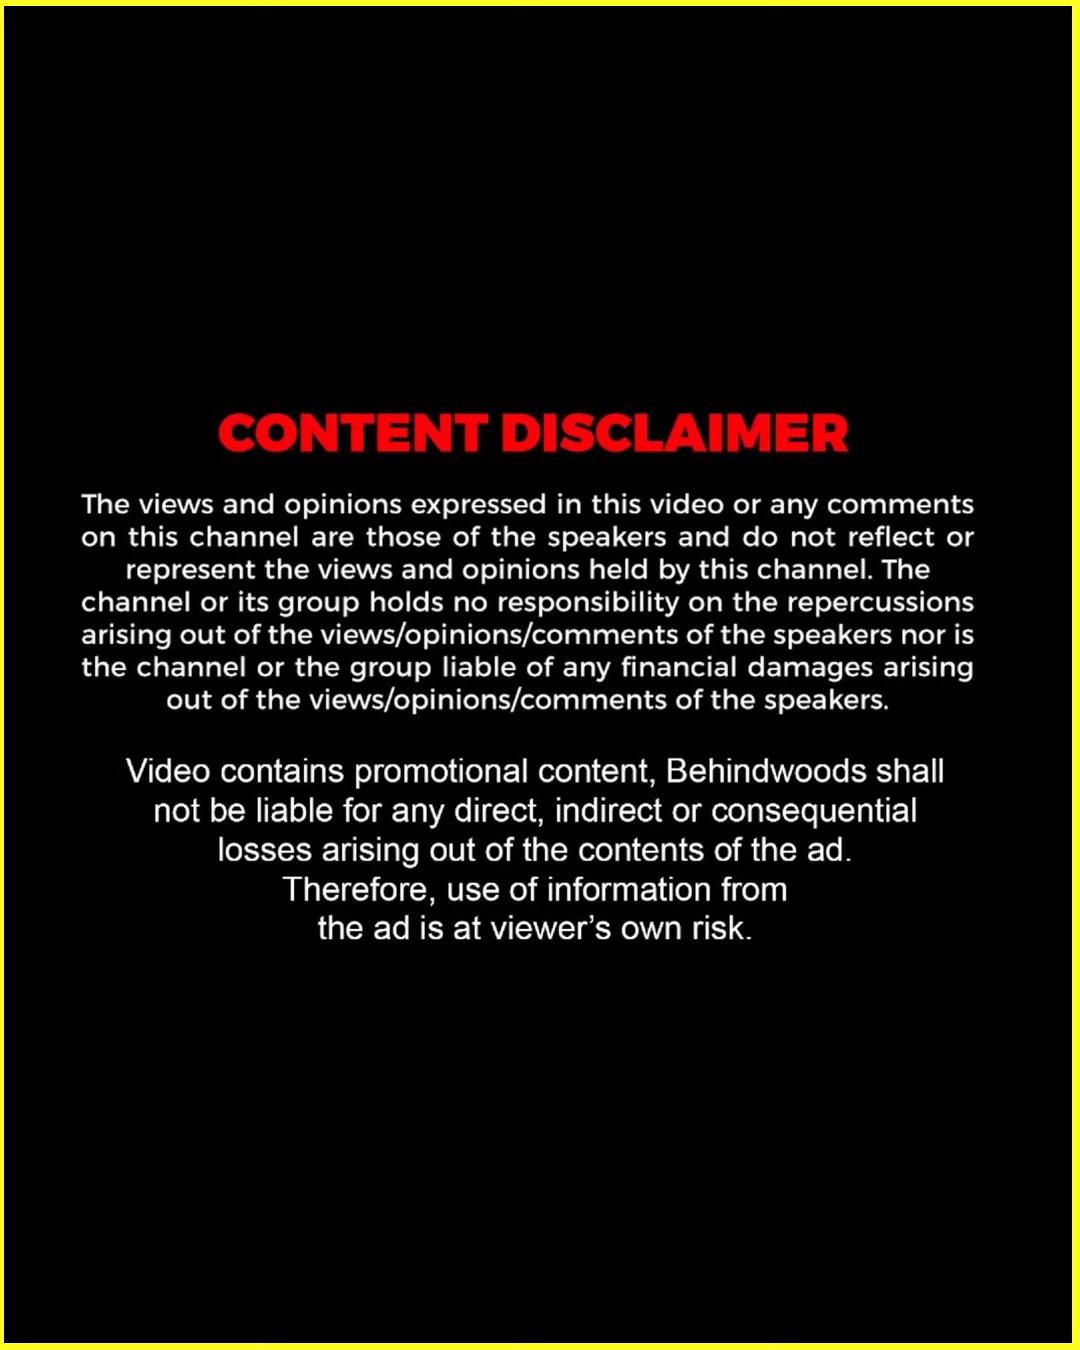 CONTENT DISCLAIMER
The views and opinions expressed in this video or any comments
on this channel are those of the speakers and do not reflect or
represent the views and opinions held by this channel. The
channel or its group holds no responsibility on the repercussions
arising out of the views/opinions/comments of the speakers nor is
the channel or the group liable of any financial damages arising
out of the views/opinions/comments of the speakers.
Video contains promotional content, Behindwoods shall
not be liable for any direct, indirect or consequential
losses arising out of the contents of the ad.
Therefore, use of information from
the ad is at viewer’s own risk.